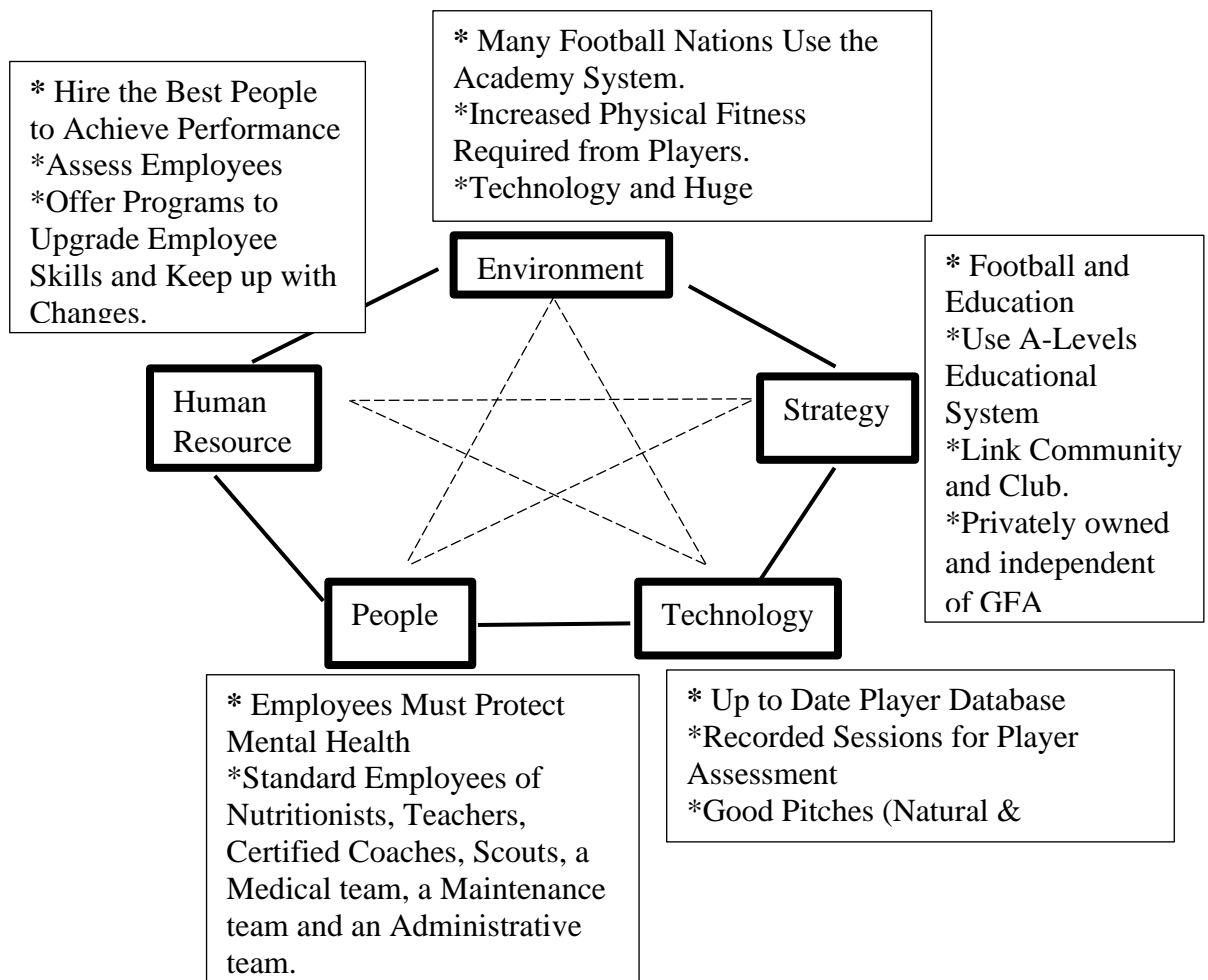 * Many Football Nations Use the
Academy System.
*Increased Physical Fitness
Required from Players.
*Technology and Huge
* Hire the Best People
to Achieve Performance
*Assess Employees
*Offer Programs to
Upgrade Employee
Skills and Keep up with
Changes.
Environment
* Football and
Education
*Use A-Levels
Educational
System
*Link Community
and Club.
*Privately owned
and independent
of GFA
Human
Resource
Strategy
People
Technology
* Employees Must Protect
Mental Health
*Standard Employees of
Nutritionists, Teachers,
Certified Coaches, Scouts, a
Medical team, a Maintenance
team and an Administrative
team.
* Up to Date Player Database
*Recorded Sessions for Player
Assessment
*Good Pitches (Natural &